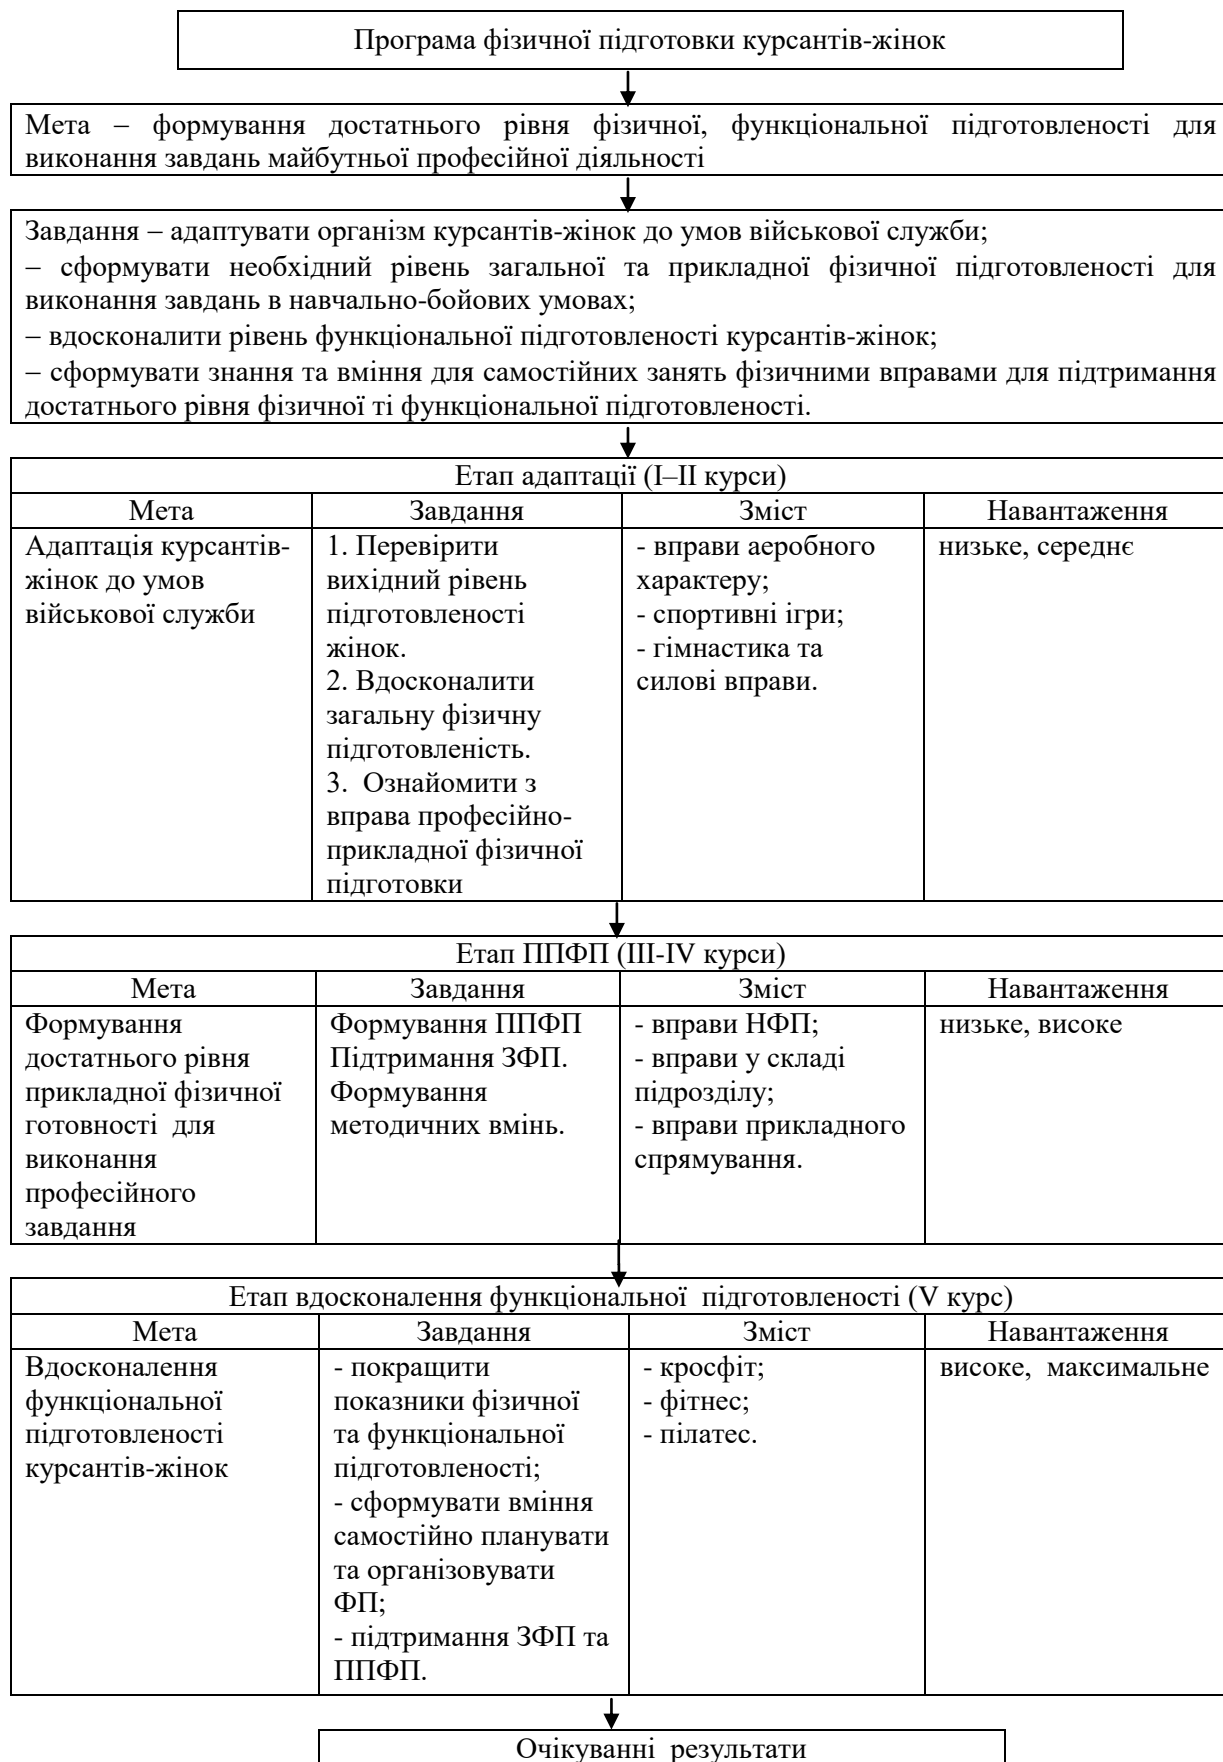 Програма фізичної підготовки курсантів-жінок
Мета – формування достатнього рівня фізичної, функціональної підготовленості для
виконання завдань майбутньої професійної діяльності
Завдання – адаптувати організм курсантів-жінок до умов військової служби;
– сформувати необхідний рівень загальної та прикладної фізичної підготовленості для
виконання завдань в навчально-бойових умовах;
– вдосконалити рівень функціональної підготовленості курсантів-жінок;
– сформувати знання та вміння для самостійних занять фізичними вправами для підтримання
достатнього рівня фізичної ті функціональної підготовленості.
Етап адаптації (І–ІІ курси)
Мета
Завдання
Зміст
Навантаження
Адаптація курсантів-
жінок до умов
військової служби
1. Перевірити
вихідний рівень
підготовленості
жінок.
2. Вдосконалити
загальну фізичну
підготовленість.
3. Ознайомити з
вправа професійно-
прикладної фізичної
підготовки
- вправи аеробного
характеру;
- спортивні ігри;
- гімнастика та
силові вправи.
низьке, середнє
Етап ППФП (ІІІ-ІV курси)
Мета
Завдання
Зміст
Навантаження
Формування
достатнього рівня
прикладної фізичної
готовності для
виконання
професійного
завдання
Формування ППФП
Підтримання ЗФП.
Формування
методичних вмінь.
- вправи НФП;
- вправи у складі
підрозділу;
- вправи прикладного
спрямування.
низьке, високе
Етап вдосконалення функціональної підготовленості (V курс)
Мета
Завдання
Зміст
Навантаження
Вдосконалення
функціональної
підготовленості
курсантів-жінок
- покращити
показники фізичної
та функціональної
підготовленості;
- сформувати вміння
самостійно планувати
та організовувати
ФП;
- підтримання ЗФП та
ППФП.
- кросфіт;
- фітнес;
- пілатес.
високе, максимальне
Очікуванні результати